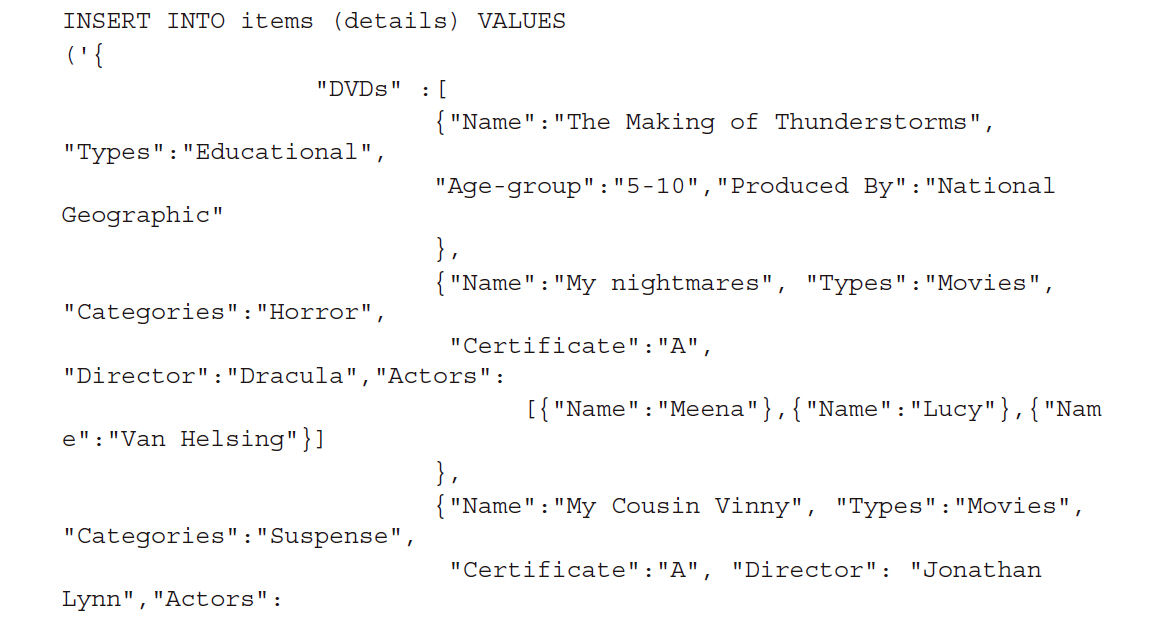 INSERT INTO items (details) VALUES
('{
"DVDs" :[
{"Name":"The Making of Thunderstorms",
"Types":"Educational",
"Age-group":"5-10","Produced By":"National
Geographic"
},
{"Name":"My nightmares", "Types":"Movies",
"Categories":"Horror",
"Certificate":"A",
"Director":"Dracula","Actors":
[{"Name":"Meena"},{"Name":"Lucy"},{"Nam
e":"Van Helsing"}]
},
{"Name":"My Cousin Vinny", "Types":"Movies",
"Categories":"Suspense",
"Certificate":"A", "Director": "Jonathan
Lynn","Actors":